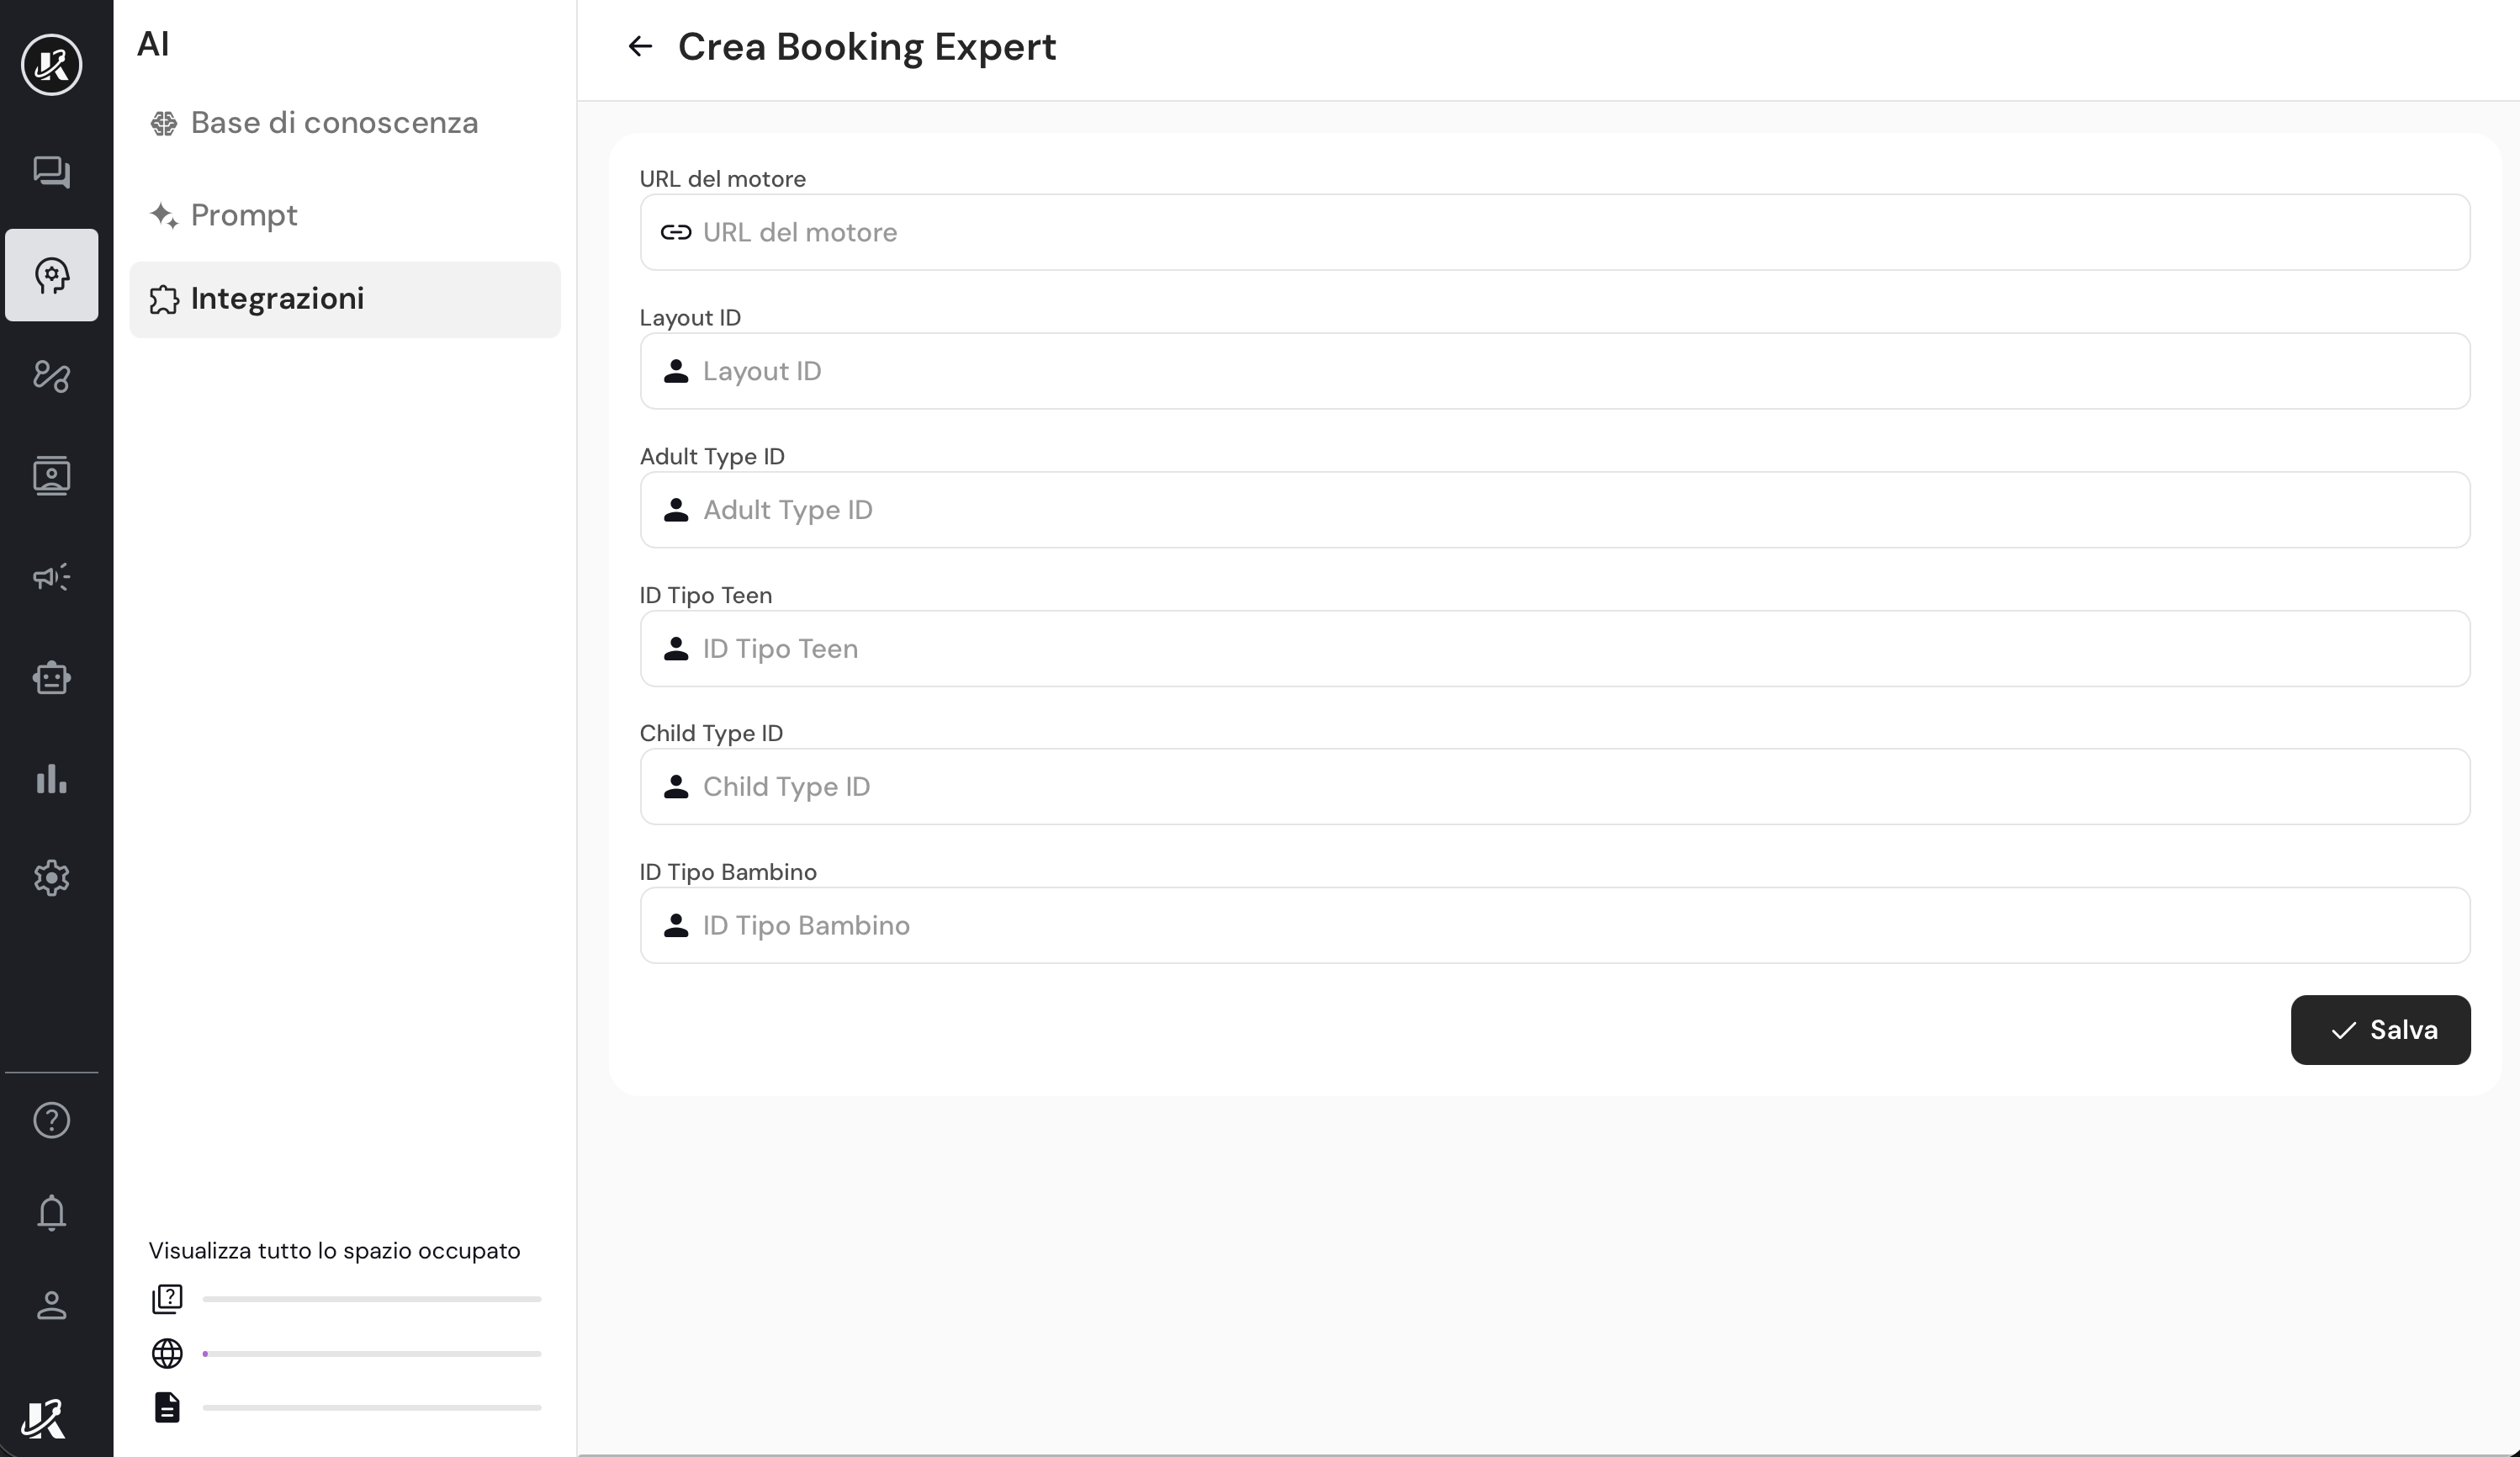 AI
Base di conoscenza
Prompt
Integrazioni
Visualizza tutto lo spazio occupato
Crea Booking Expert
URL del motore
URL del motore
Layout ID
Layout ID
Adult Type ID
Adult Type ID
ID Tipo Teen
ID Tipo Teen
Child Type ID
Child Type ID
ID Tipo Bambino
ID Tipo Bambino
Salva